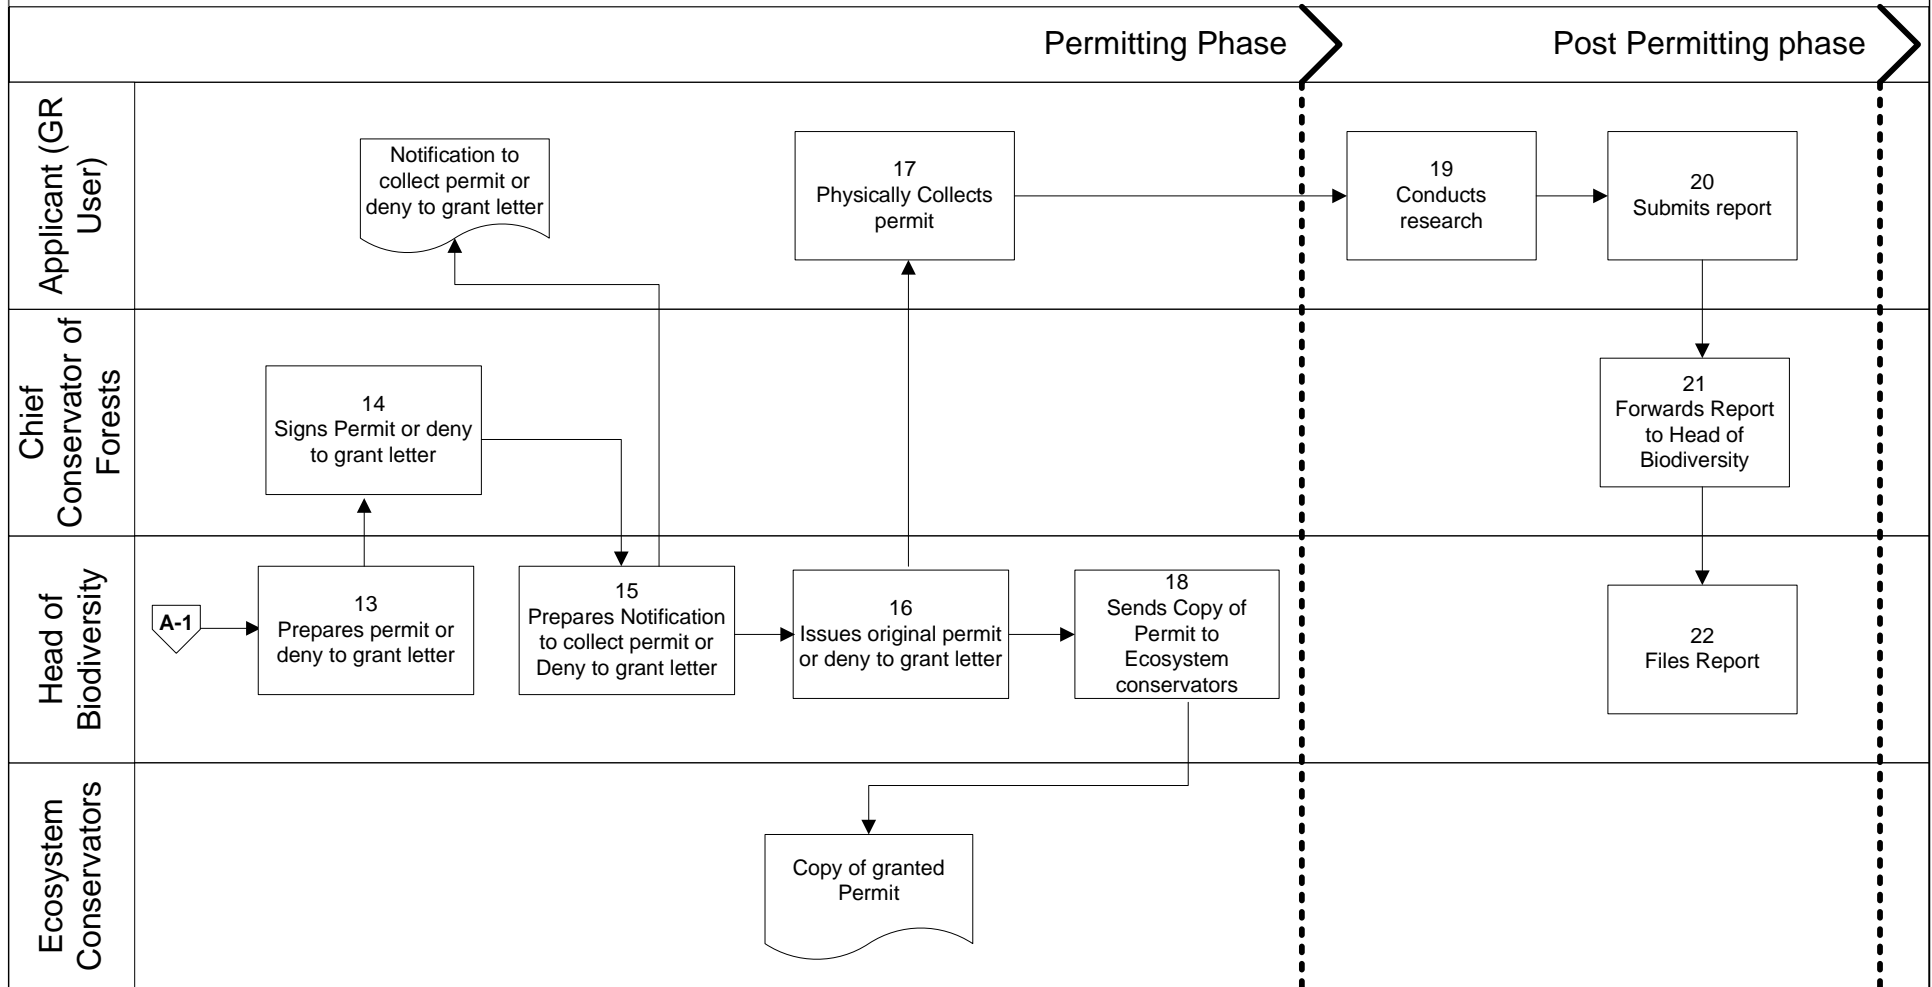 Permitting Phase
Post Permitting phase
Applicant (GR
User)
Notification to
collect permit or
deny to grant letter
17
Physically Collects
permit
19
Conducts
research
20
Submits report
Chief
Conservator of
Forests
14
Signs Permit or deny
to grant letter
21
Forwards Report
to Head of
Biodiversity
Head of
Biodiversity
A-1
13
Prepares permit or
deny to grant letter
15
Prepares Notification
to collect permit or
Deny to grant letter
16
Issues original permit
or deny to grant letter
18
Sends Copy of
Permit to
Ecosystem
conservators
22
Files Report
Ecosystem
Conservators
Copy of granted
Permit